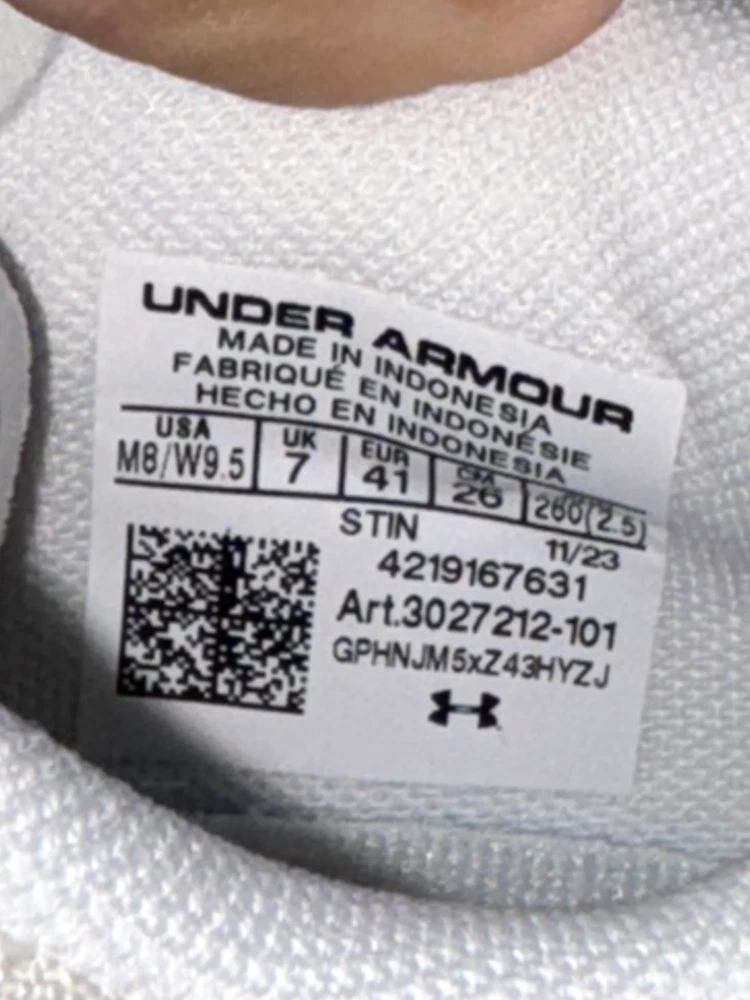 UNDER ARMOUR
MADE IN INDONESIA
FABRIQUÉ EN INDONÉSIE
HECHO EN INDONESIA
USA UK EUR CM
M8/W9.5 7 41 26 260(2.5)
STIN 11/23
4219167631
Art.3027212-101
GPHNJM5xZ43HYZJ